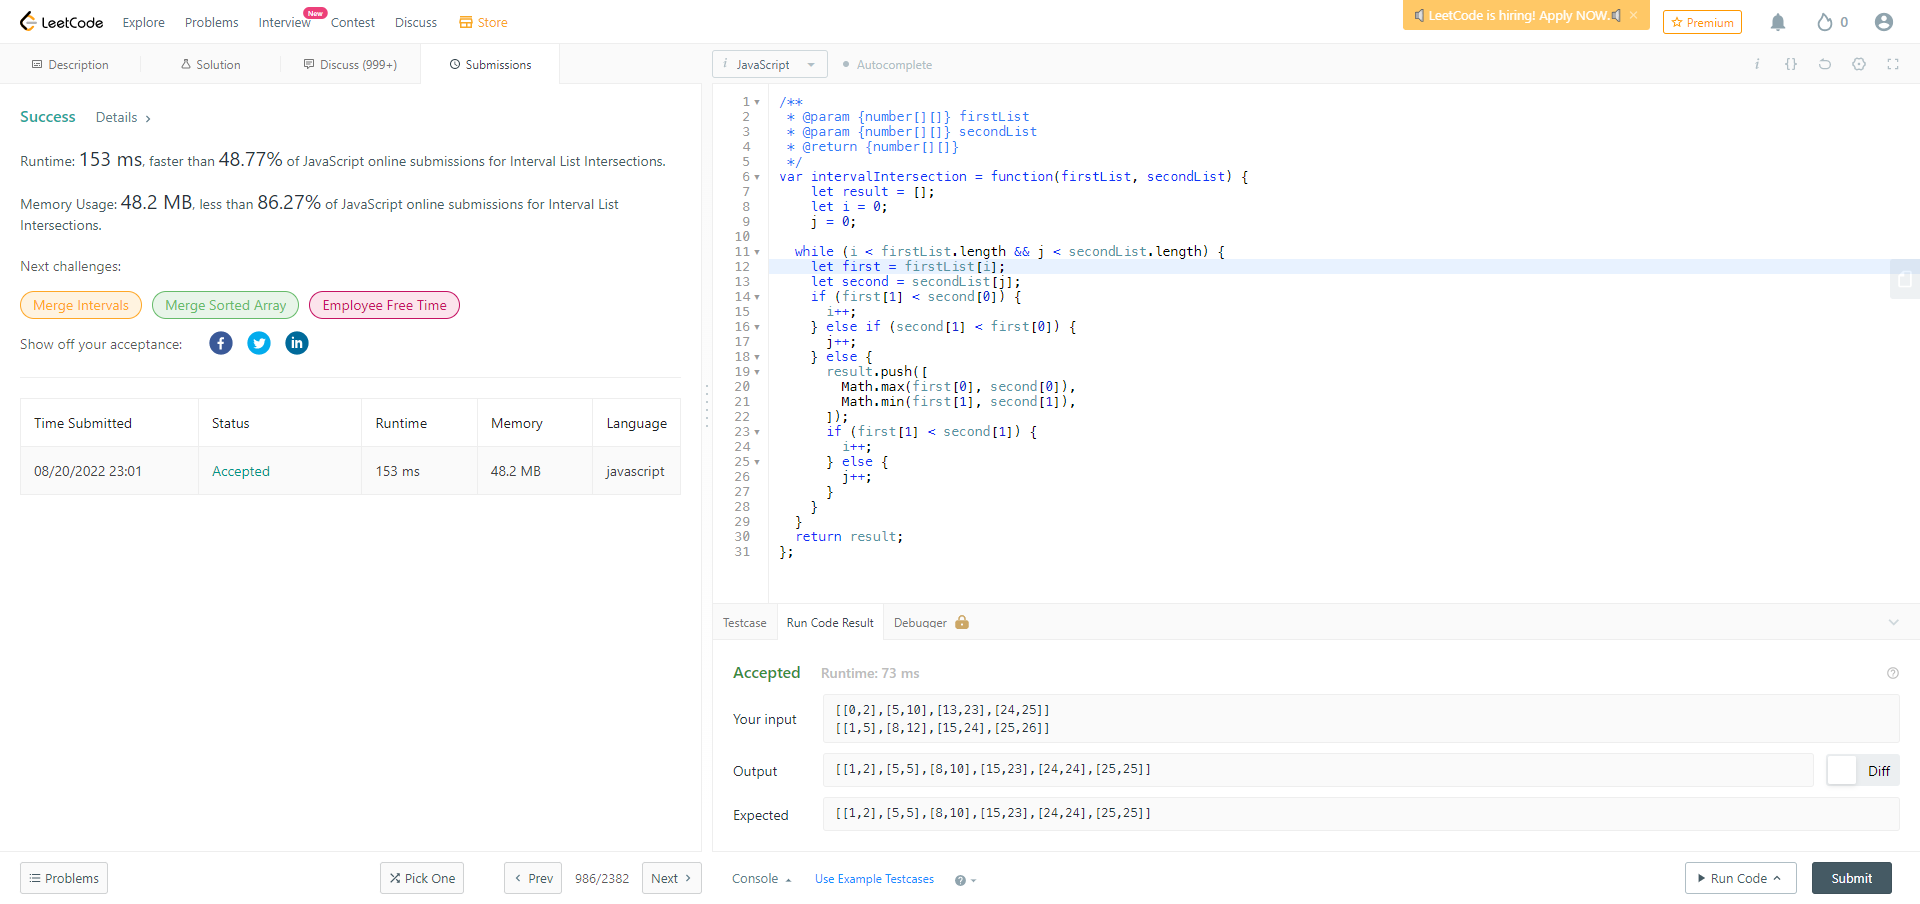 LeetCode
Explore
Problems
Interview
New
Contest
Discuss
Store
LeetCode is hiring! Apply NOW.
×
Premium
0
Description
Solution
Discuss (999+)
Submissions
i JavaScript
Autocomplete
i {}
Success
Details >
Runtime: 153 ms, faster than 48.77% of JavaScript online submissions for Interval List Intersections.
Memory Usage: 48.2 MB, less than 86.27% of JavaScript online submissions for Interval List
Intersections.
Next challenges:
Merge Intervals
Merge Sorted Array
Employee Free Time
Show off your acceptance:
Time Submitted Status Runtime Memory Language
08/20/2022 23:01 Accepted 153 ms 48.2 MB javascript
1 /**
2  * @param {number[][]} firstList
3  * @param {number[][]} secondList
4  * @return {number[][]}
5  */
6 var intervalIntersection = function(firstList, secondList) {
7     let result = [];
8     let i = 0;
9     j = 0;
10
11   while (i < firstList.length && j < secondList.length) {
12     let first = firstList[i];
13     let second = secondList[j];
14     if (first[1] < second[0]) {
15       i++;
16     } else if (second[1] < first[0]) {
17       j++;
18     } else {
19       result.push([
20         Math.max(first[0], second[0]),
21         Math.min(first[1], second[1]),
22       ]);
23       if (first[1] < second[1]) {
24         i++;
25       } else {
26         j++;
27       }
28     }
29   }
30   return result;
31 };
Testcase
Run Code Result
Debugger
Accepted
Runtime: 73 ms
Your input
[[0,2],[5,10],[13,23],[24,25]]
[[1,5],[8,12],[15,24],[25,26]]
Output
[[1,2],[5,5],[8,10],[15,23],[24,24],[25,25]]
Diff
Expected
[[1,2],[5,5],[8,10],[15,23],[24,24],[25,25]]
Problems
Pick One
Prev
986/2382
Next
Console
Use Example Testcases
Run Code
Submit